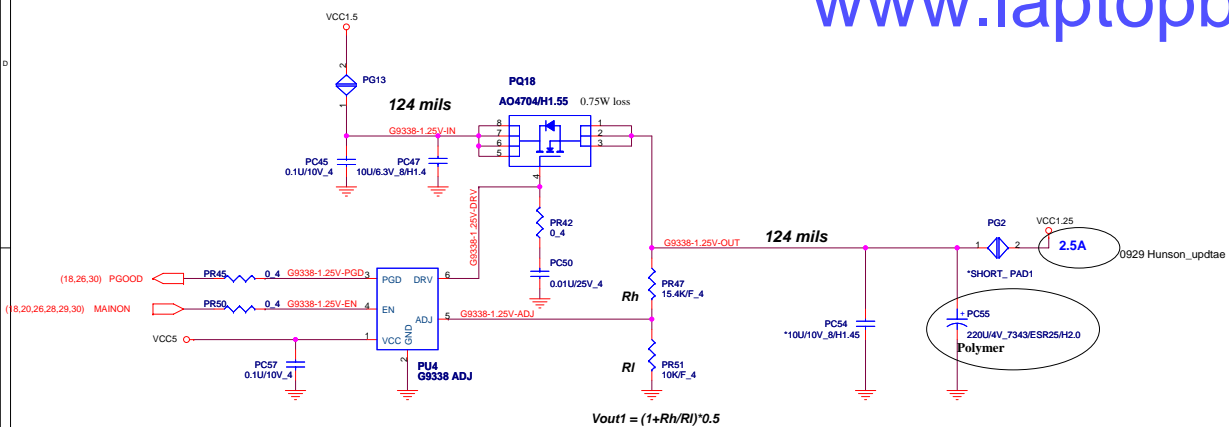 www.laptopb
VCC1.5
D
2
PG13
1
124 mils
PQ18
AO4704/H1.55
0.75W loss
G9338-1.25V-IN
8
7
6
5
1
2
3
4
PC45
0.1U/10V_4
PC47
10U/6.3V_8/H1.4
G9338-1.25V-DRV
PR42
0_4
PC50
0.01U/25V_4
G9338-1.25V-OUT
124 mils
PG2
1
2
*SHORT_ PAD1
VCC1.25
2.5A
0929 Hunson_updtae
(18,26,30) PGOOD
PR45
0_4
G9338-1.25V-PGD
3
PGD
DRV
6
(18,20,26,28,29,30) MAINON
PR50
0_4
G9338-1.25V-EN
4
EN
ADJ
5
G9338-1.25V-ADJ
VCC5
1
VCC
GND
2
PU4
G9338 ADJ
PC57
0.1U/10V_4
Rh
PR47
15.4K/F_4
Rl
PR51
10K/F_4
PC54
*10U/10V_8/H1.45
+
PC55
220U/4V_7343/ESR25/H2.0
Polymer
Vout1 = (1+Rh/Rl)*0.5